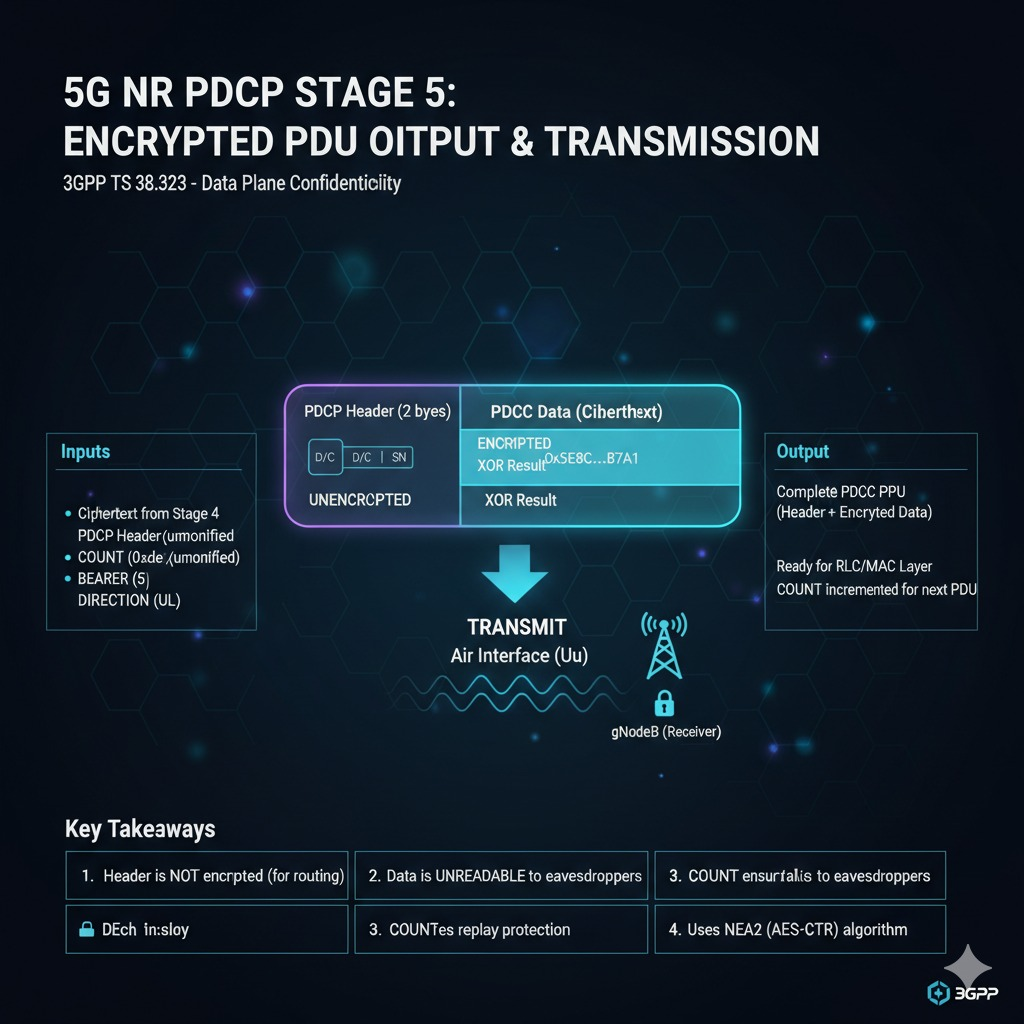 5G NR PDCP STAGE 5:
ENCRYPTED PDU OITPUT & TRANSMISSION
3GPP TS 38.323 - Data Plane Confidenticiity
Inputs
Ciphertext from Stage 4
PDCP Header (umonified
COUNT (umonified)
BEARER (5)
DIRECTION (UL)
PDCP Header (2 byes)
D/C
D/C | SN
UNENCROPTED
PDCC Data (Ciherthext)
ENCRIPTED
XOR Result 0x5E8C...B7A1
XOR Result
TRANSMIT
Air Interface (Uu)
gNodeB (Receiver)
Output
Complete PDCC PPU
(Header + Encryted Data)
Ready for RLC/MAC Layer
COUNT incremented for next PDU
Key Takeaways
1. Header is NOT encrpted (for routing)
2. Data is UNREADABLE to eavesdroppers
3. COUNT to eavesdroppers
DEch in:sloy
3. COUNTes replay protection
4. Uses NEA2 (AES-CTR) algorithm
3GPP